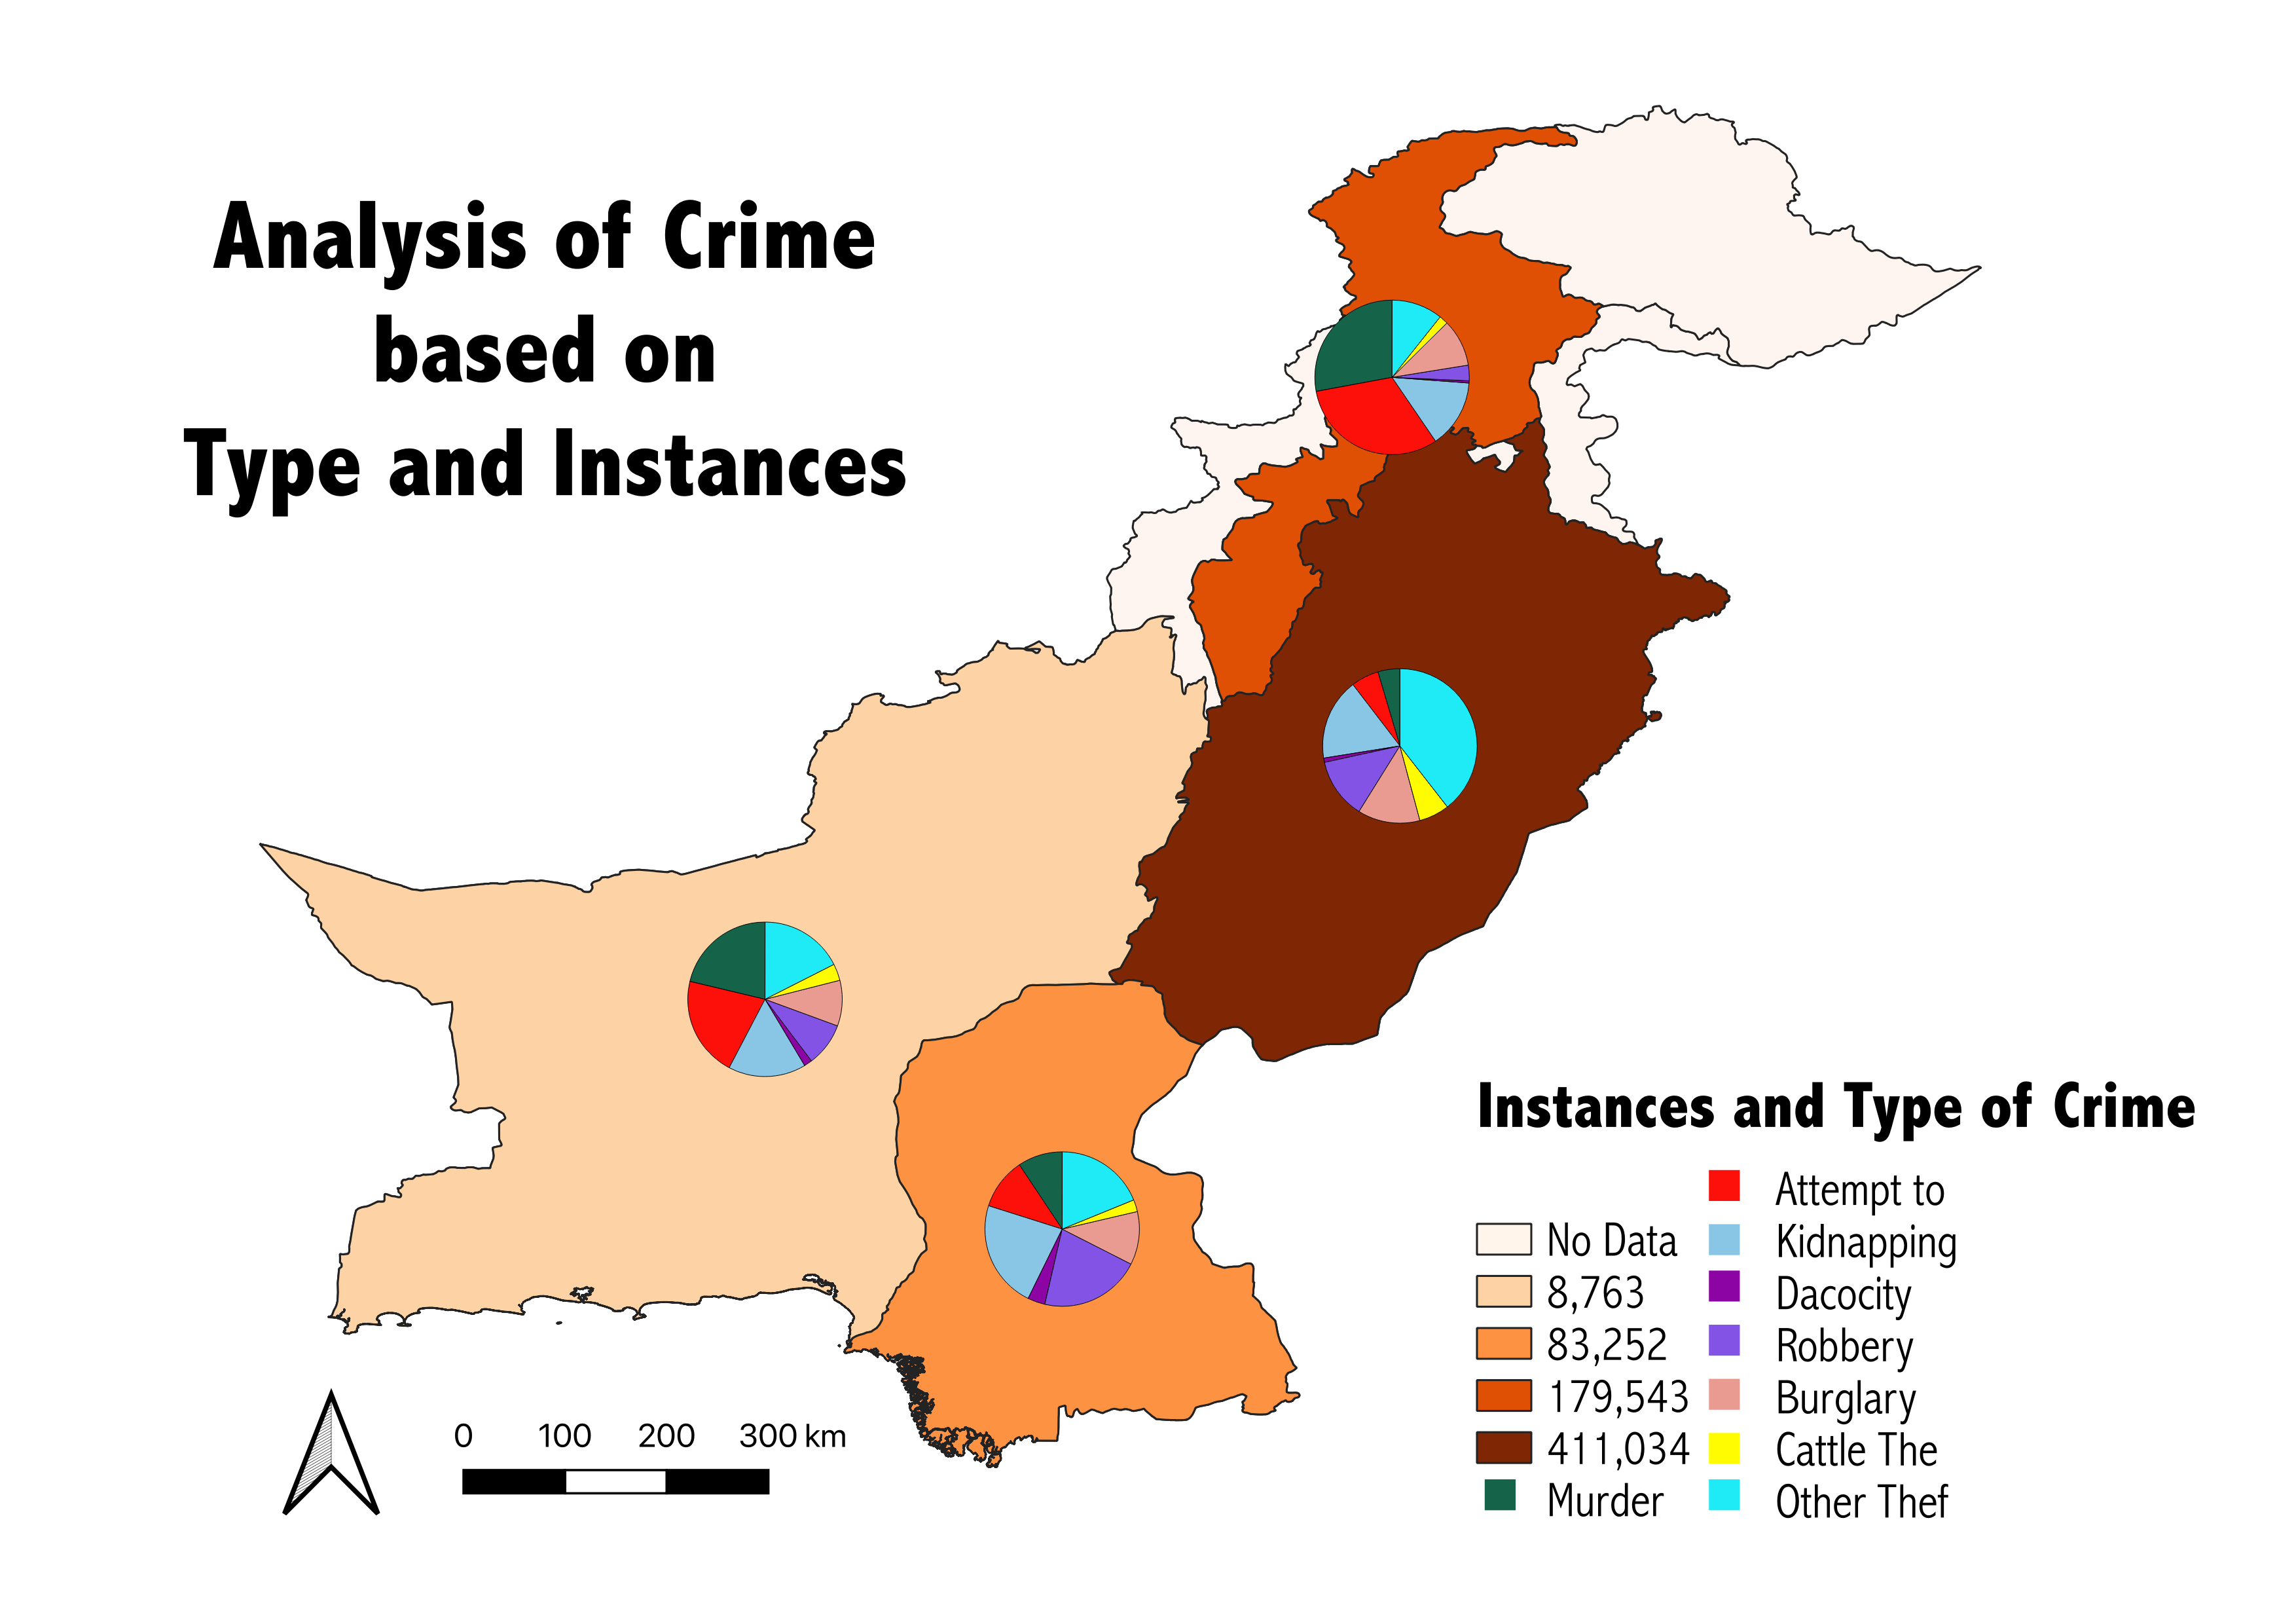 Analysis of Crime
based on
Type and Instances
Instances and Type of Crime
No Data
8,763
83,252
179,543
411,034
Murder
Attempt to
Kidnapping
Dacocity
Robbery
Burglary
Cattle The
Other Thef
0 100 200 300 km